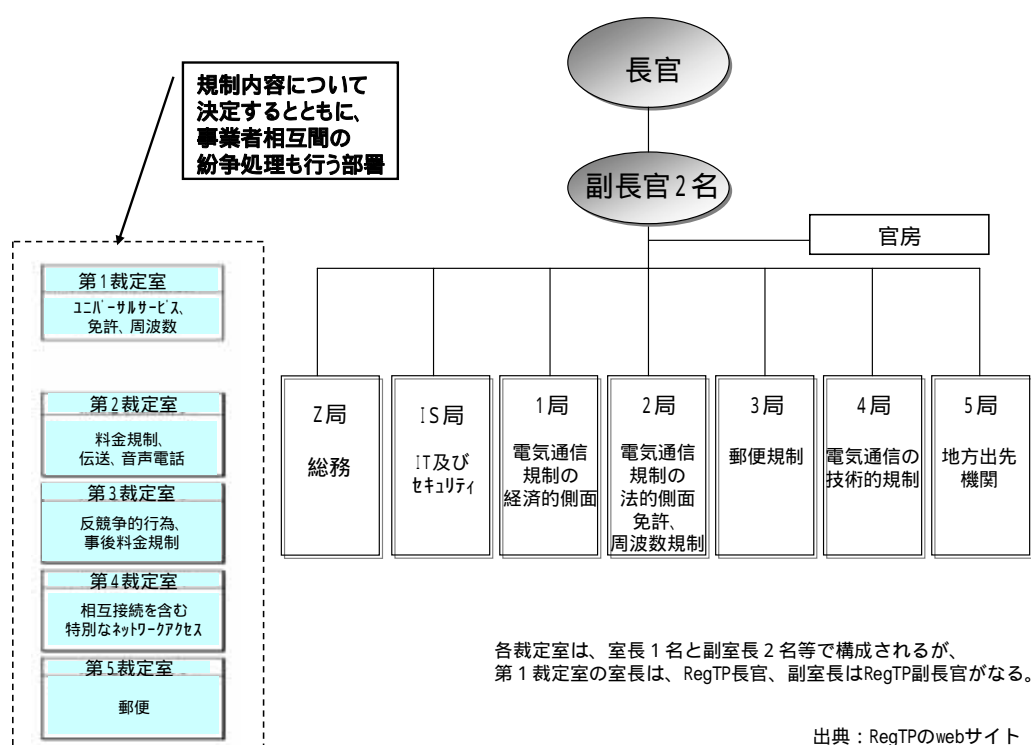 長官
副長官2名
官房
規制内容について
決定するとともに、
事業者相互間の
紛争処理も行う部署
第1裁定室
ユニバーサルサービス、
免許、周波数
第2裁定室
料金規制、
伝送、音声電話
第3裁定室
反競争的行為、
事後料金規制
第4裁定室
相互接続を含む
特別なネットワークアクセス
第5裁定室
郵便
Z局
総務
IS局
IT及び
セキュリティ
1局
電気通信
規制の
経済的側面
2局
電気通信
規制の
法的側面
免許、
周波数規制
3局
郵便規制
4局
電気通信の
技術的規制
5局
地方出先
機関
各裁定室は、室長1名と副室長2名等で構成されるが、
第1裁定室の室長は、RegTP長官、副室長はRegTP副長官がなる。
出典：RegTPのwebサイト